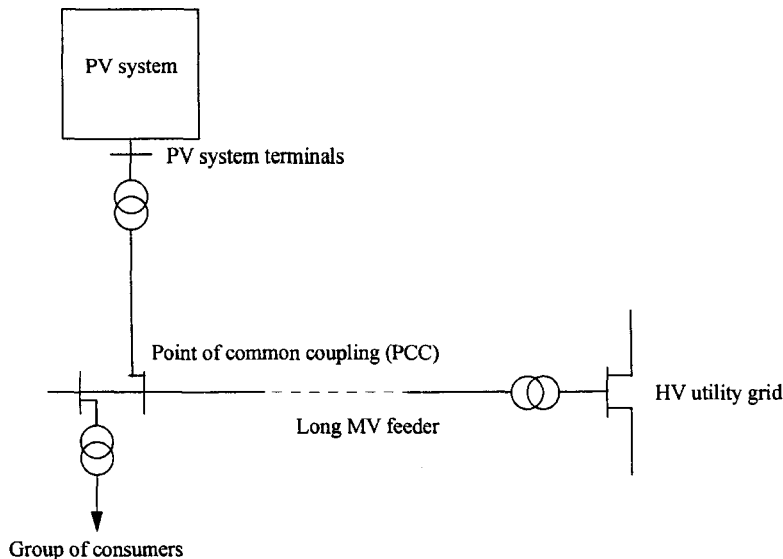 PV system
PV system terminals
Point of common coupling (PCC)
HV utility grid
Long MV feeder
Group of consumers